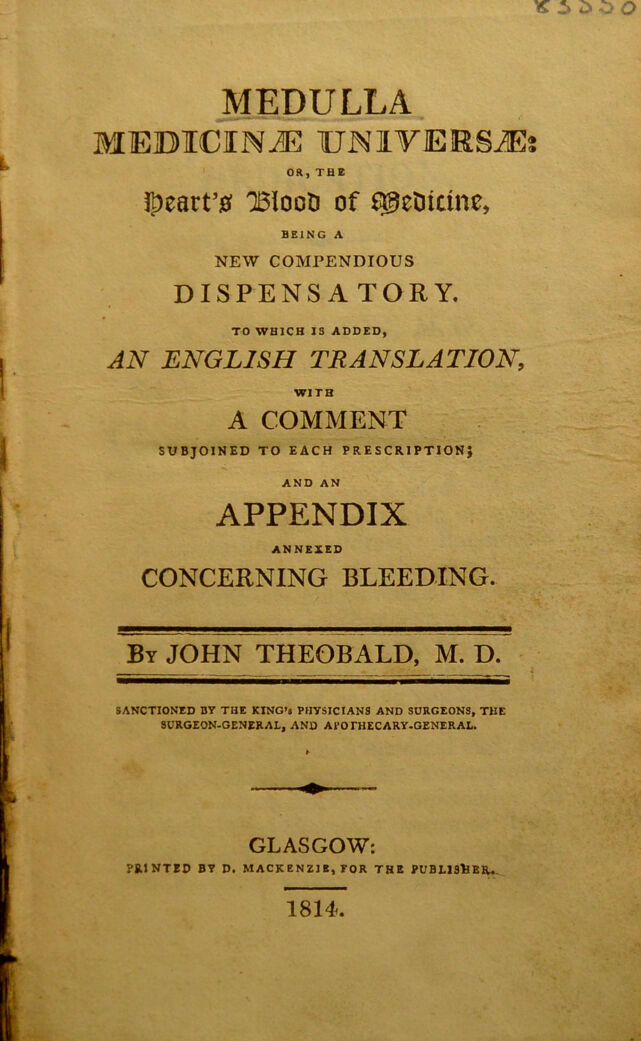 MEDULLA
MEDICINÆ UNIVERSÆ:
OR, THE
Heart's Blood of Medicine,
BEING A
NEW COMPENDIOUS
DISPENSATORY.
TO WHICH IS ADDED,
AN ENGLISH TRANSLATION,
WITH
A COMMENT
SUBJOINED TO EACH PRESCRIPTION;
AND AN
APPENDIX
ANNEXED
CONCERNING BLEEDING.
BY JOHN THEOBALD, M. D.
SANCTIONED BY THE KING's PHYSICIANS AND SURGEONS, THE
SURGEON-GENERAL, AND APOTHECARY-GENERAL.
GLASGOW:
PRINTED BY D. MACKENZIE, FOR THE PUBLISHER.
1814.